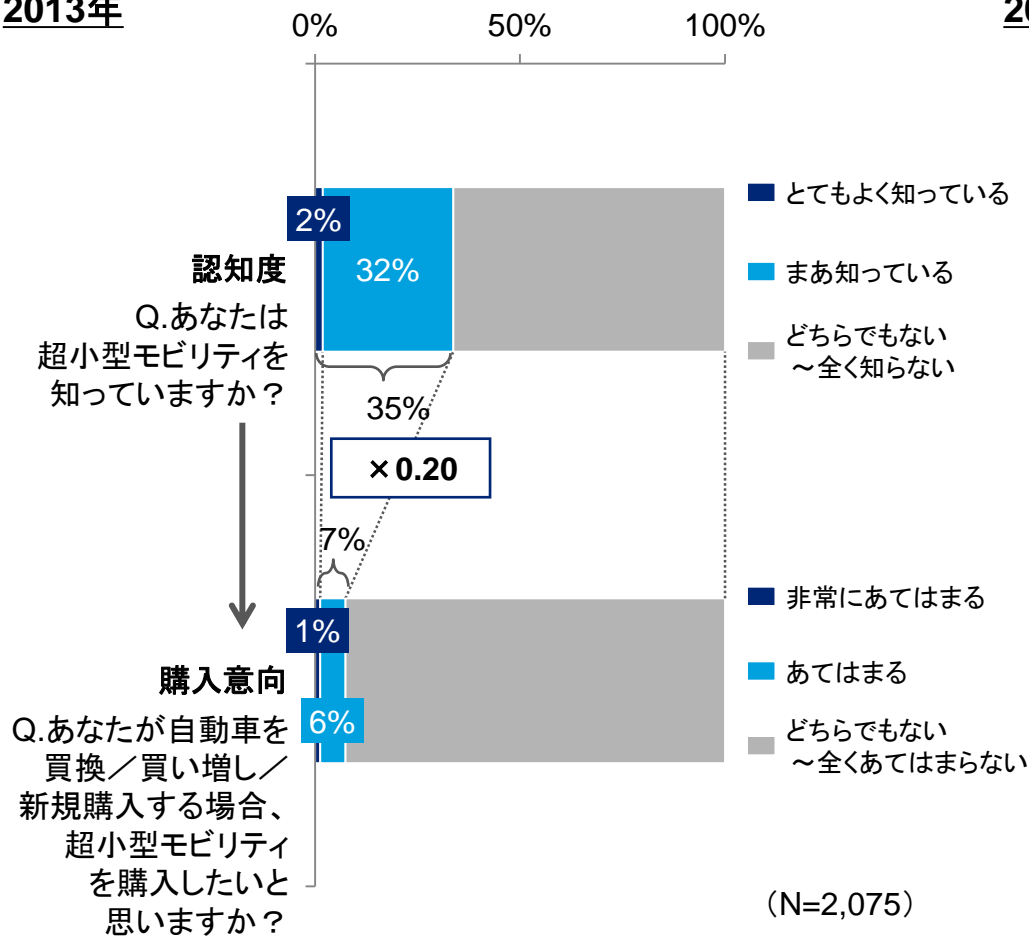 2013年
20
0%
50%
100%
2%
32%
35%
認知度
Q.あなたは
超小型モビリティを
知っていますか？
とてもよく知っている
まあ知っている
どちらでもない
～全く知らない
×0.20
7%
1%
6%
購入意向
Q.あなたが自動車を
買換／買い増し／
新規購入する場合、
超小型モビリティ
を購入したいと
思いますか？
非常にあてはまる
あてはまる
どちらでもない
～全くあてはまらない
（N=2,075）